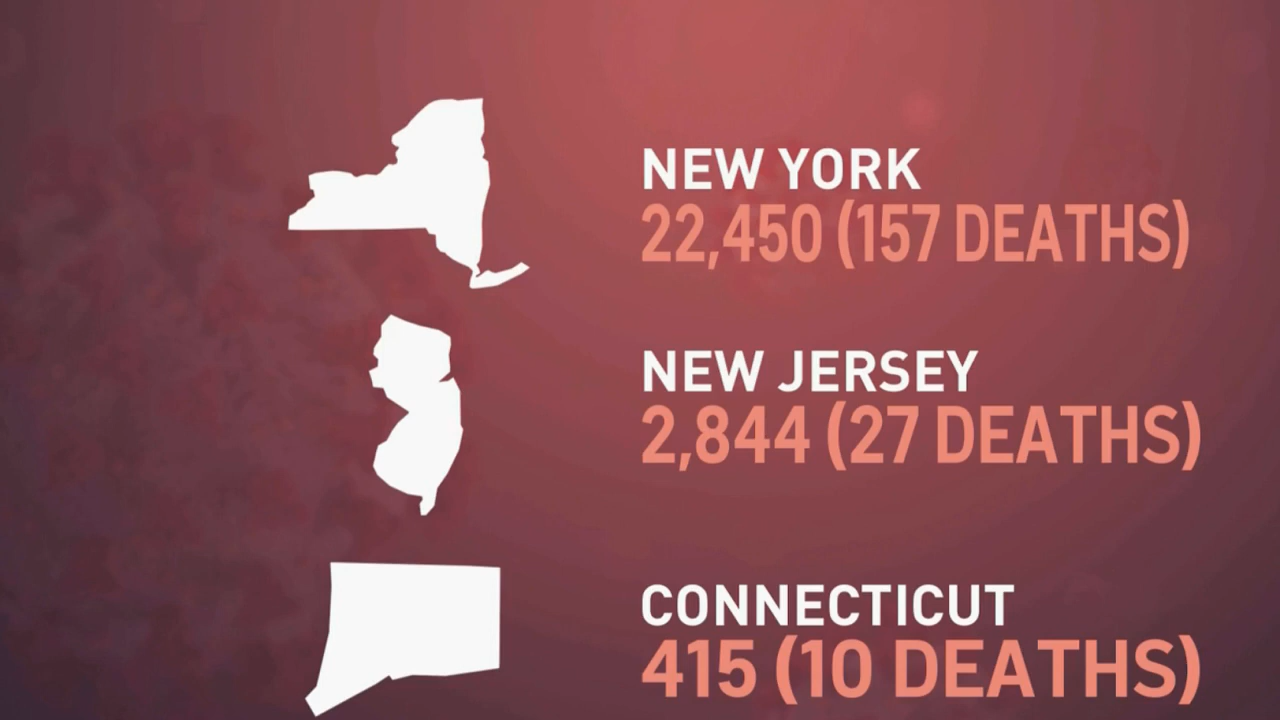 NEW YORK
22,450 (157 DEATHS)
NEW JERSEY
2,844 (27 DEATHS)
CONNECTICUT
415 (10 DEATHS)